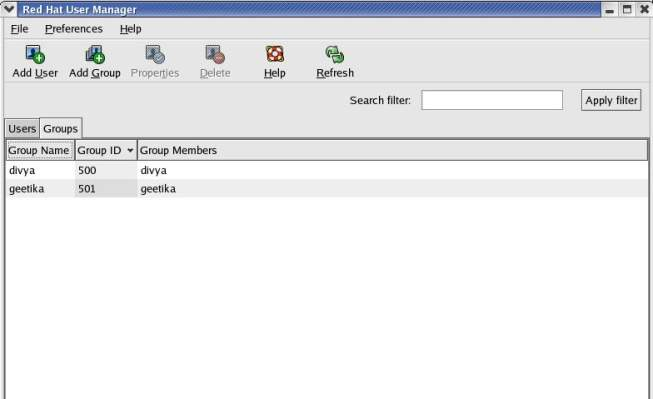 Red Hat User Manager
File Preferences Help
Add User Add Group Properties Delete Help Refresh
Search filter: Apply filter
Users Groups
Group Name Group ID Group Members
divya 500 divya
geetika 501 geetika